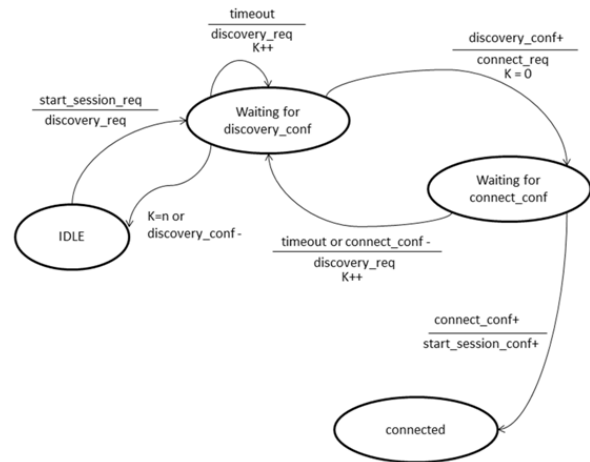 timeout
discovery_req
K++
discovery_conf+
connect_req
K = 0
start_session_req
discovery_req
Waiting for
discovery_conf
Waiting for
connect_conf
IDLE
K=n or
discovery_conf -
timeout or connect_conf -
discovery_req
K++
connect_conf+
start_session_conf+
connected